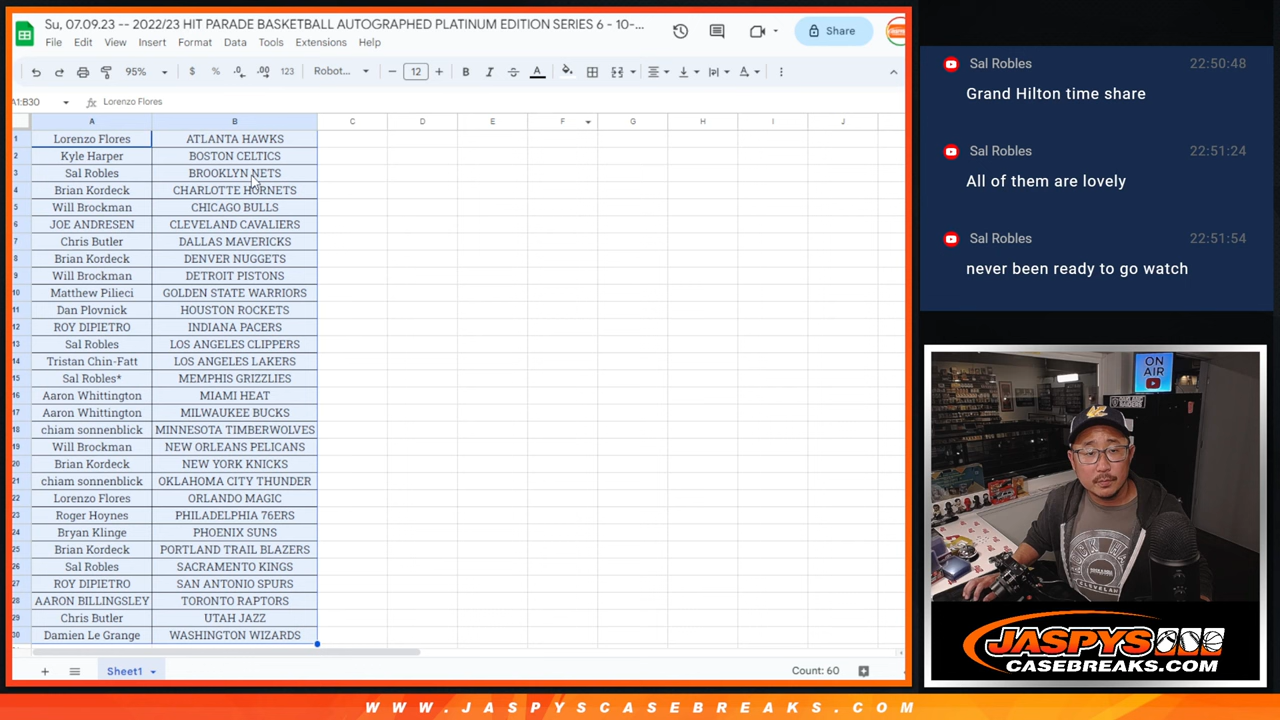 Su, 07.09.23 -- 2022/23 HIT PARADE BASKETBALL AUTOGRAPHED PLATINUM EDITION SERIES 6 - 10-...
File Edit View Insert Format Data Tools Extensions Help
Share
95% $ % .0 .00 123 Robot... − 12 + B I A
A1:B30 fx Lorenzo Flores
A B C D E F G H I J
1 Lorenzo Flores ATLANTA HAWKS
2 Kyle Harper BOSTON CELTICS
3 Sal Robles BROOKLYN NETS
4 Brian Kordeck CHARLOTTE HORNETS
5 Will Brockman CHICAGO BULLS
6 JOE ANDRESEN CLEVELAND CAVALIERS
7 Chris Butler DALLAS MAVERICKS
8 Brian Kordeck DENVER NUGGETS
9 Will Brockman DETROIT PISTONS
10 Matthew Pilieci GOLDEN STATE WARRIORS
11 Dan Plovnick HOUSTON ROCKETS
12 ROY DIPIETRO INDIANA PACERS
13 Sal Robles LOS ANGELES CLIPPERS
14 Tristan Chin-Fatt LOS ANGELES LAKERS
15 Sal Robles* MEMPHIS GRIZZLIES
16 Aaron Whittington MIAMI HEAT
17 Aaron Whittington MILWAUKEE BUCKS
18 chiam sonnenblick MINNESOTA TIMBERWOLVES
19 Will Brockman NEW ORLEANS PELICANS
20 Brian Kordeck NEW YORK KNICKS
21 chiam sonnenblick OKLAHOMA CITY THUNDER
22 Lorenzo Flores ORLANDO MAGIC
23 Roger Hoynes PHILADELPHIA 76ERS
24 Bryan Klinge PHOENIX SUNS
25 Brian Kordeck PORTLAND TRAIL BLAZERS
26 Sal Robles SACRAMENTO KINGS
27 ROY DIPIETRO SAN ANTONIO SPURS
28 AARON BILLINGSLEY TORONTO RAPTORS
29 Chris Butler UTAH JAZZ
30 Damien Le Grange WASHINGTON WIZARDS
Sheet1 Count: 60
Sal Robles 22:50:48
Grand Hilton time share
Sal Robles 22:51:24
All of them are lovely
Sal Robles 22:51:54
never been ready to go watch
ON
AIR
CLEVELAND
JASPYS
CASEBREAKS.COM
WWW.JASPYSCASEBREAKS.COM